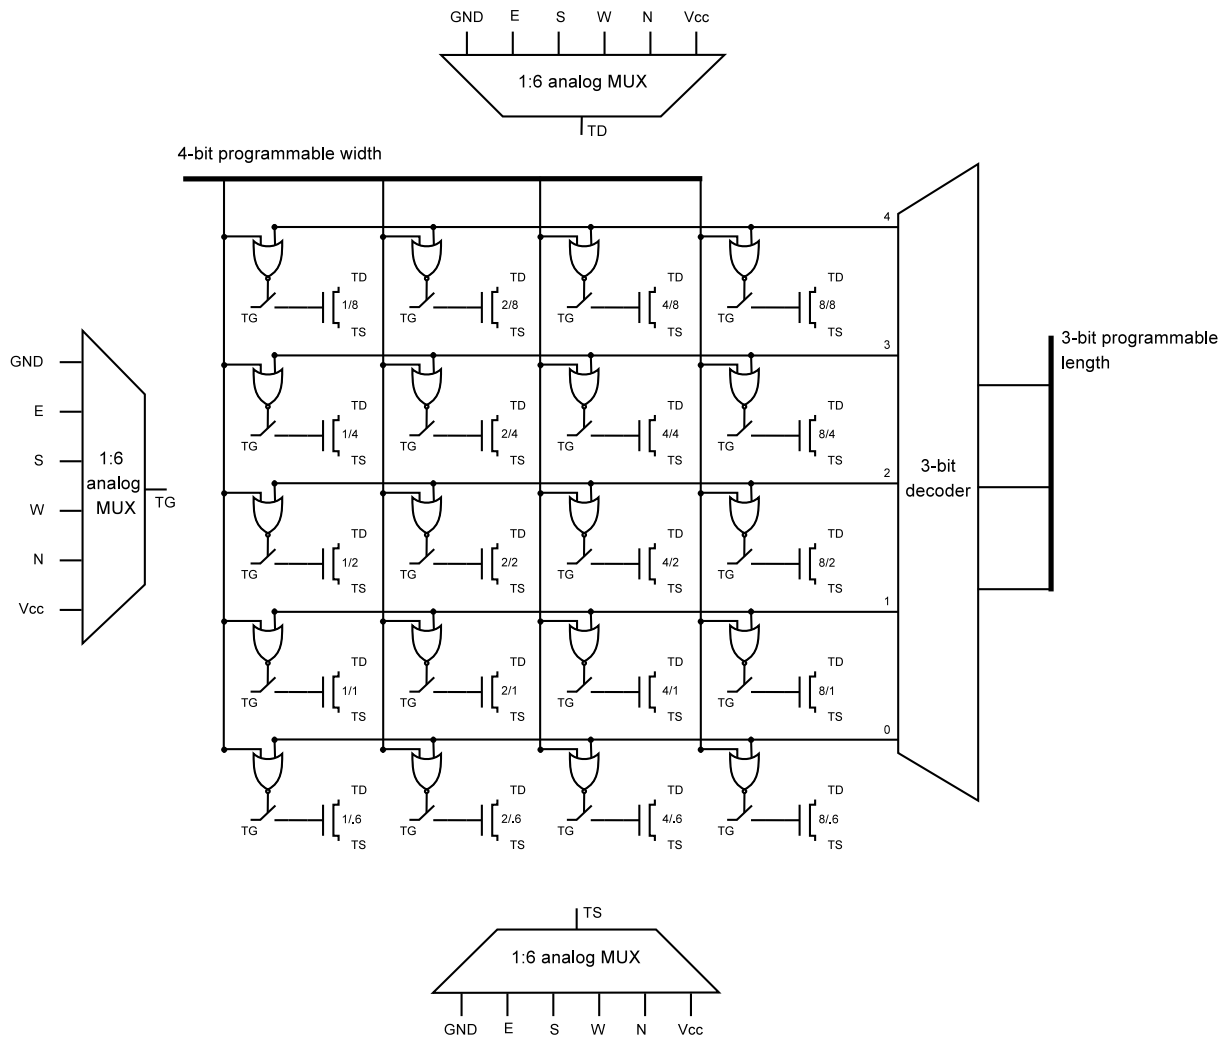 GND E S W N Vcc
1:6 analog MUX
TD
4-bit programmable width
4
TD TD TD TD
1/8 2/8 4/8 8/8
TG TG TG TG
TS TS TS TS
3
TD TD TD TD
1/4 2/4 4/4 8/4
TG TG TG TG
TS TS TS TS
2
TD TD TD TD
1/2 2/2 4/2 8/2
TG TG TG TG
TS TS TS TS
1
TD TD TD TD
1/1 2/1 4/1 8/1
TG TG TG TG
TS TS TS TS
0
TD TD TD TD
1/.6 2/.6 4/.6 8/.6
TG TG TG TG
TS TS TS TS
GND
E
S
W
N
Vcc
1:6
analog
MUX
TG
3-bit
decoder
3-bit programmable
length
TS
1:6 analog MUX
GND E S W N Vcc